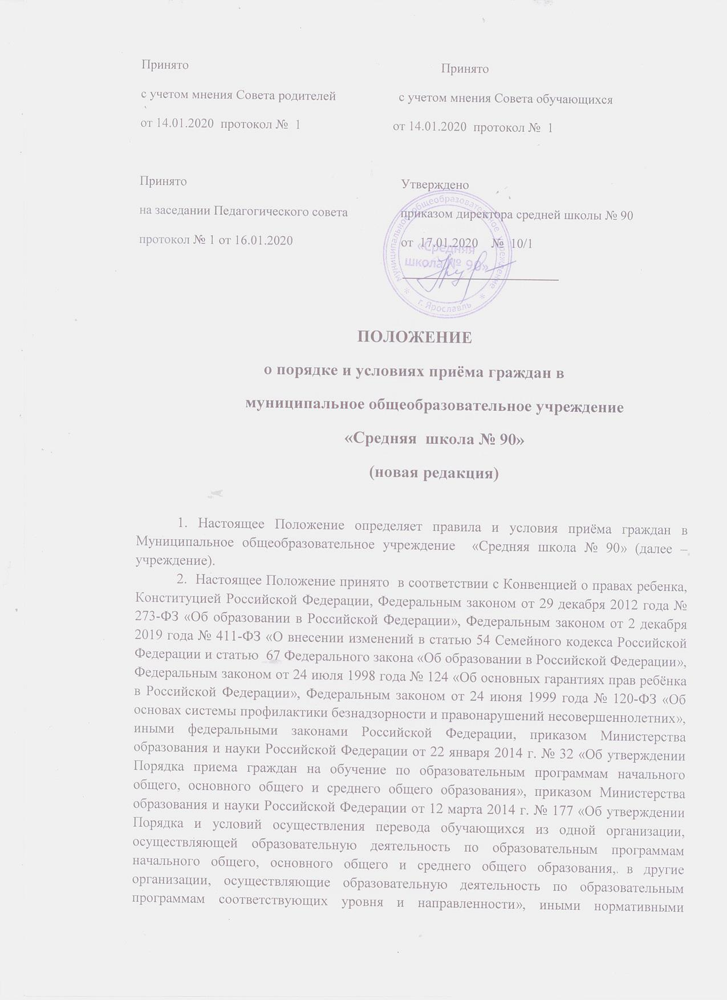 Принято
с учетом мнения Совета родителей
от 14.01.2020 протокол № 1
Принято
с учетом мнения Совета обучающихся
от 14.01.2020 протокол № 1
Принято
на заседании Педагогического совета
протокол № 1 от 16.01.2020
Утверждено
приказом директора средней школы № 90
от 17.01.2020 № 10/1
муниципальное общеобразовательное учреждение
«Средняя
школа № 90»
г. Ярославль
ПОЛОЖЕНИЕ
о порядке и условиях приёма граждан в
муниципальное общеобразовательное учреждение
«Средняя школа № 90»
(новая редакция)
1. Настоящее Положение определяет правила и условия приёма граждан в
Муниципальное общеобразовательное учреждение «Средняя школа № 90» (далее –
учреждение).
2. Настоящее Положение принято в соответствии с Конвенцией о правах ребенка,
Конституцией Российской Федерации, Федеральным законом от 29 декабря 2012 года №
273-ФЗ «Об образовании в Российской Федерации», Федеральным законом от 2 декабря
2019 года № 411-ФЗ «О внесении изменений в статью 54 Семейного кодекса Российской
Федерации и статью 67 Федерального закона «Об образовании в Российской Федерации»,
Федеральным законом от 24 июля 1998 года № 124 «Об основных гарантиях прав ребёнка
в Российской Федерации», Федеральным законом от 24 июня 1999 года № 120-ФЗ «Об
основах системы профилактики безнадзорности и правонарушений несовершеннолетних»,
иными федеральными законами Российской Федерации, приказом Министерства
образования и науки Российской Федерации от 22 января 2014 г. № 32 «Об утверждении
Порядка приема граждан на обучение по образовательным программам начального
общего, основного общего и среднего общего образования», приказом Министерства
образования и науки Российской Федерации от 12 марта 2014 г. № 177 «Об утверждении
Порядка и условий осуществления перевода обучающихся из одной организации,
осуществляющей образовательную деятельность по образовательным программам
начального общего, основного общего и среднего общего образования, в другие
организации, осуществляющие образовательную деятельность по образовательным
программам соответствующих уровня и направленности», иными нормативными